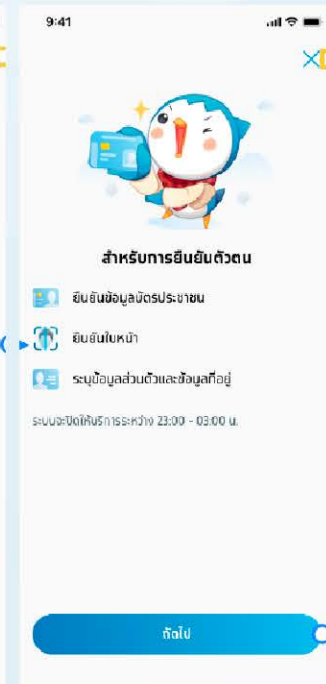 9:41
สำหรับการยืนยันตัวตน
ยืนยันข้อมูลบัตรประชาชน
ยืนยันใบหน้า
ระบุข้อมูลส่วนตัวและข้อมูลที่อยู่
ระบบจะปิดให้บริการระหว่าง 23:00 - 03:00 น.
ถัดไป